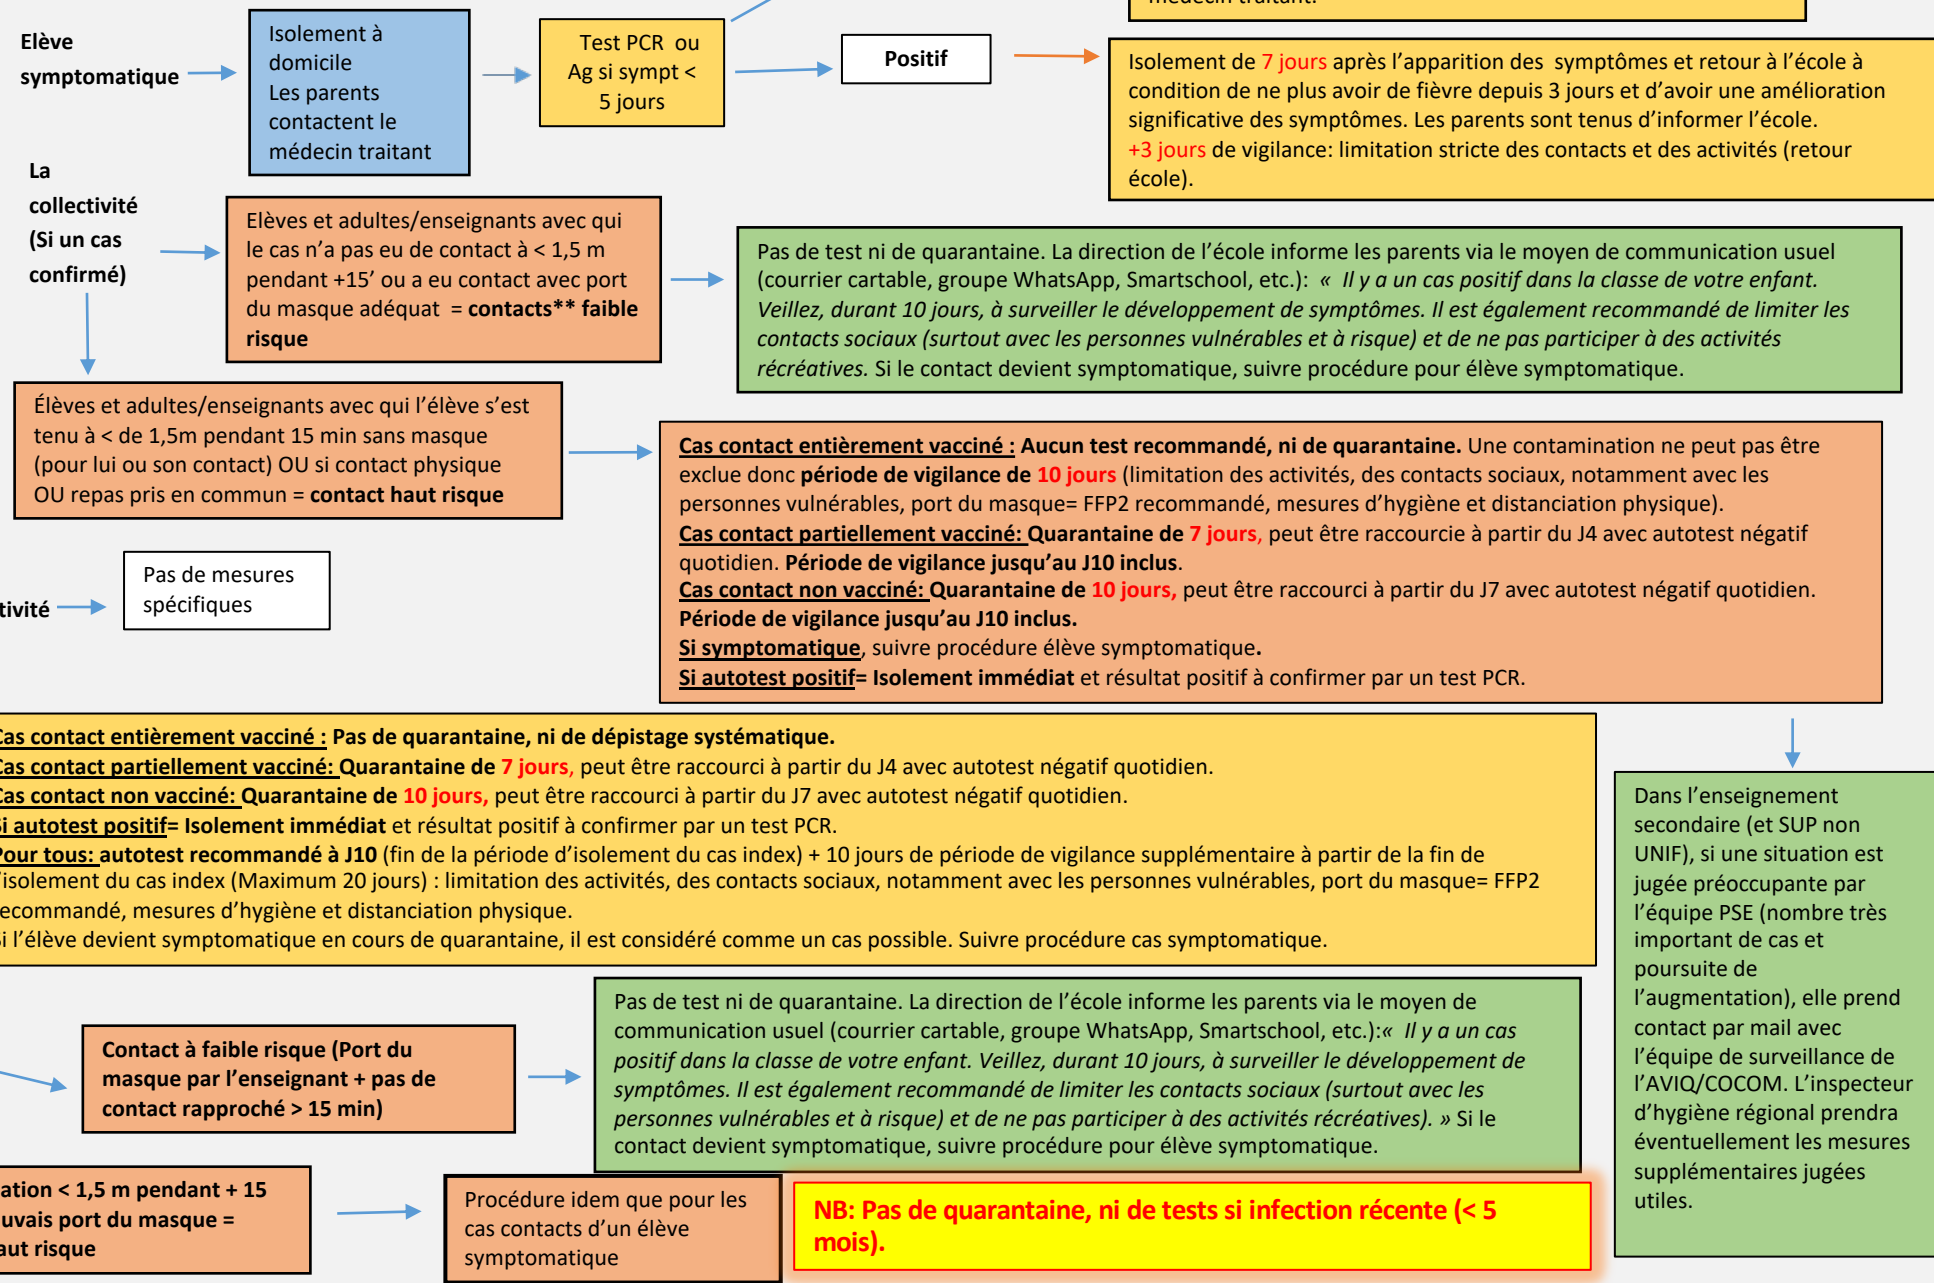 médecin traitant.
Elève
symptomatique
Isolement à
domicile
Les parents
contactent le
médecin traitant
Test PCR ou
Ag si sympt <
5 jours
Positif
Isolement de 7 jours après l’apparition des symptômes et retour à l’école à
condition de ne plus avoir de fièvre depuis 3 jours et d’avoir une amélioration
significative des symptômes. Les parents sont tenus d’informer l’école.
+3 jours de vigilance: limitation stricte des contacts et des activités (retour
école).
La
collectivité
(Si un cas
confirmé)
Elèves et adultes/enseignants avec qui
le cas n’a pas eu de contact à < 1,5 m
pendant +15’ ou a eu contact avec port
du masque adéquat = contacts** faible
risque
Pas de test ni de quarantaine. La direction de l’école informe les parents via le moyen de communication usuel
(courrier cartable, groupe WhatsApp, Smartschool, etc.): « Il y a un cas positif dans la classe de votre enfant.
Veillez, durant 10 jours, à surveiller le développement de symptômes. Il est également recommandé de limiter les
contacts sociaux (surtout avec les personnes vulnérables et à risque) et de ne pas participer à des activités
récréatives. Si le contact devient symptomatique, suivre procédure pour élève symptomatique.
Élèves et adultes/enseignants avec qui l’élève s’est
tenu à < de 1,5m pendant 15 min sans masque
(pour lui ou son contact) OU si contact physique
OU repas pris en commun = contact haut risque
Cas contact entièrement vacciné : Aucun test recommandé, ni de quarantaine. Une contamination ne peut pas être
exclue donc période de vigilance de 10 jours (limitation des activités, des contacts sociaux, notamment avec les
personnes vulnérables, port du masque= FFP2 recommandé, mesures d’hygiène et distanciation physique).
Cas contact partiellement vacciné: Quarantaine de 7 jours, peut être raccourcie à partir du J4 avec autotest négatif
quotidien. Période de vigilance jusqu’au J10 inclus.
Cas contact non vacciné: Quarantaine de 10 jours, peut être raccourci à partir du J7 avec autotest négatif quotidien.
Période de vigilance jusqu’au J10 inclus.
Si symptomatique, suivre procédure élève symptomatique.
Si autotest positif= Isolement immédiat et résultat positif à confirmer par un test PCR.
tivité
Pas de mesures
spécifiques
Cas contact entièrement vacciné : Pas de quarantaine, ni de dépistage systématique.
Cas contact partiellement vacciné: Quarantaine de 7 jours, peut être raccourci à partir du J4 avec autotest négatif quotidien.
Cas contact non vacciné: Quarantaine de 10 jours, peut être raccourci à partir du J7 avec autotest négatif quotidien.
Si autotest positif= Isolement immédiat et résultat positif à confirmer par un test PCR.
Pour tous: autotest recommandé à J10 (fin de la période d’isolement du cas index) + 10 jours de période de vigilance supplémentaire à partir de la fin de
l’isolement du cas index (Maximum 20 jours) : limitation des activités, des contacts sociaux, notamment avec les personnes vulnérables, port du masque= FFP2
recommandé, mesures d’hygiène et distanciation physique.
Si l’élève devient symptomatique en cours de quarantaine, il est considéré comme un cas possible. Suivre procédure cas symptomatique.
Dans l’enseignement
secondaire (et SUP non
UNIF), si une situation est
jugée préoccupante par
l’équipe PSE (nombre très
important de cas et
poursuite de
l’augmentation), elle prend
contact par mail avec
l’équipe de surveillance de
l’AVIQ/COCOM. L’inspecteur
d’hygiène régional prendra
éventuellement les mesures
supplémentaires jugées
utiles.
Contact à faible risque (Port du
masque par l’enseignant + pas de
contact rapproché > 15 min)
Pas de test ni de quarantaine. La direction de l’école informe les parents via le moyen de
communication usuel (courrier cartable, groupe WhatsApp, Smartschool, etc.):« Il y a un cas
positif dans la classe de votre enfant. Veillez, durant 10 jours, à surveiller le développement de
symptômes. Il est également recommandé de limiter les contacts sociaux (surtout avec les
personnes vulnérables et à risque) et de ne pas participer à des activités récréatives). » Si le
contact devient symptomatique, suivre procédure pour élève symptomatique.
ation < 1,5 m pendant + 15
uvais port du masque =
aut risque
Procédure idem que pour les
cas contacts d’un élève
symptomatique
NB: Pas de quarantaine, ni de tests si infection récente (< 5
mois).